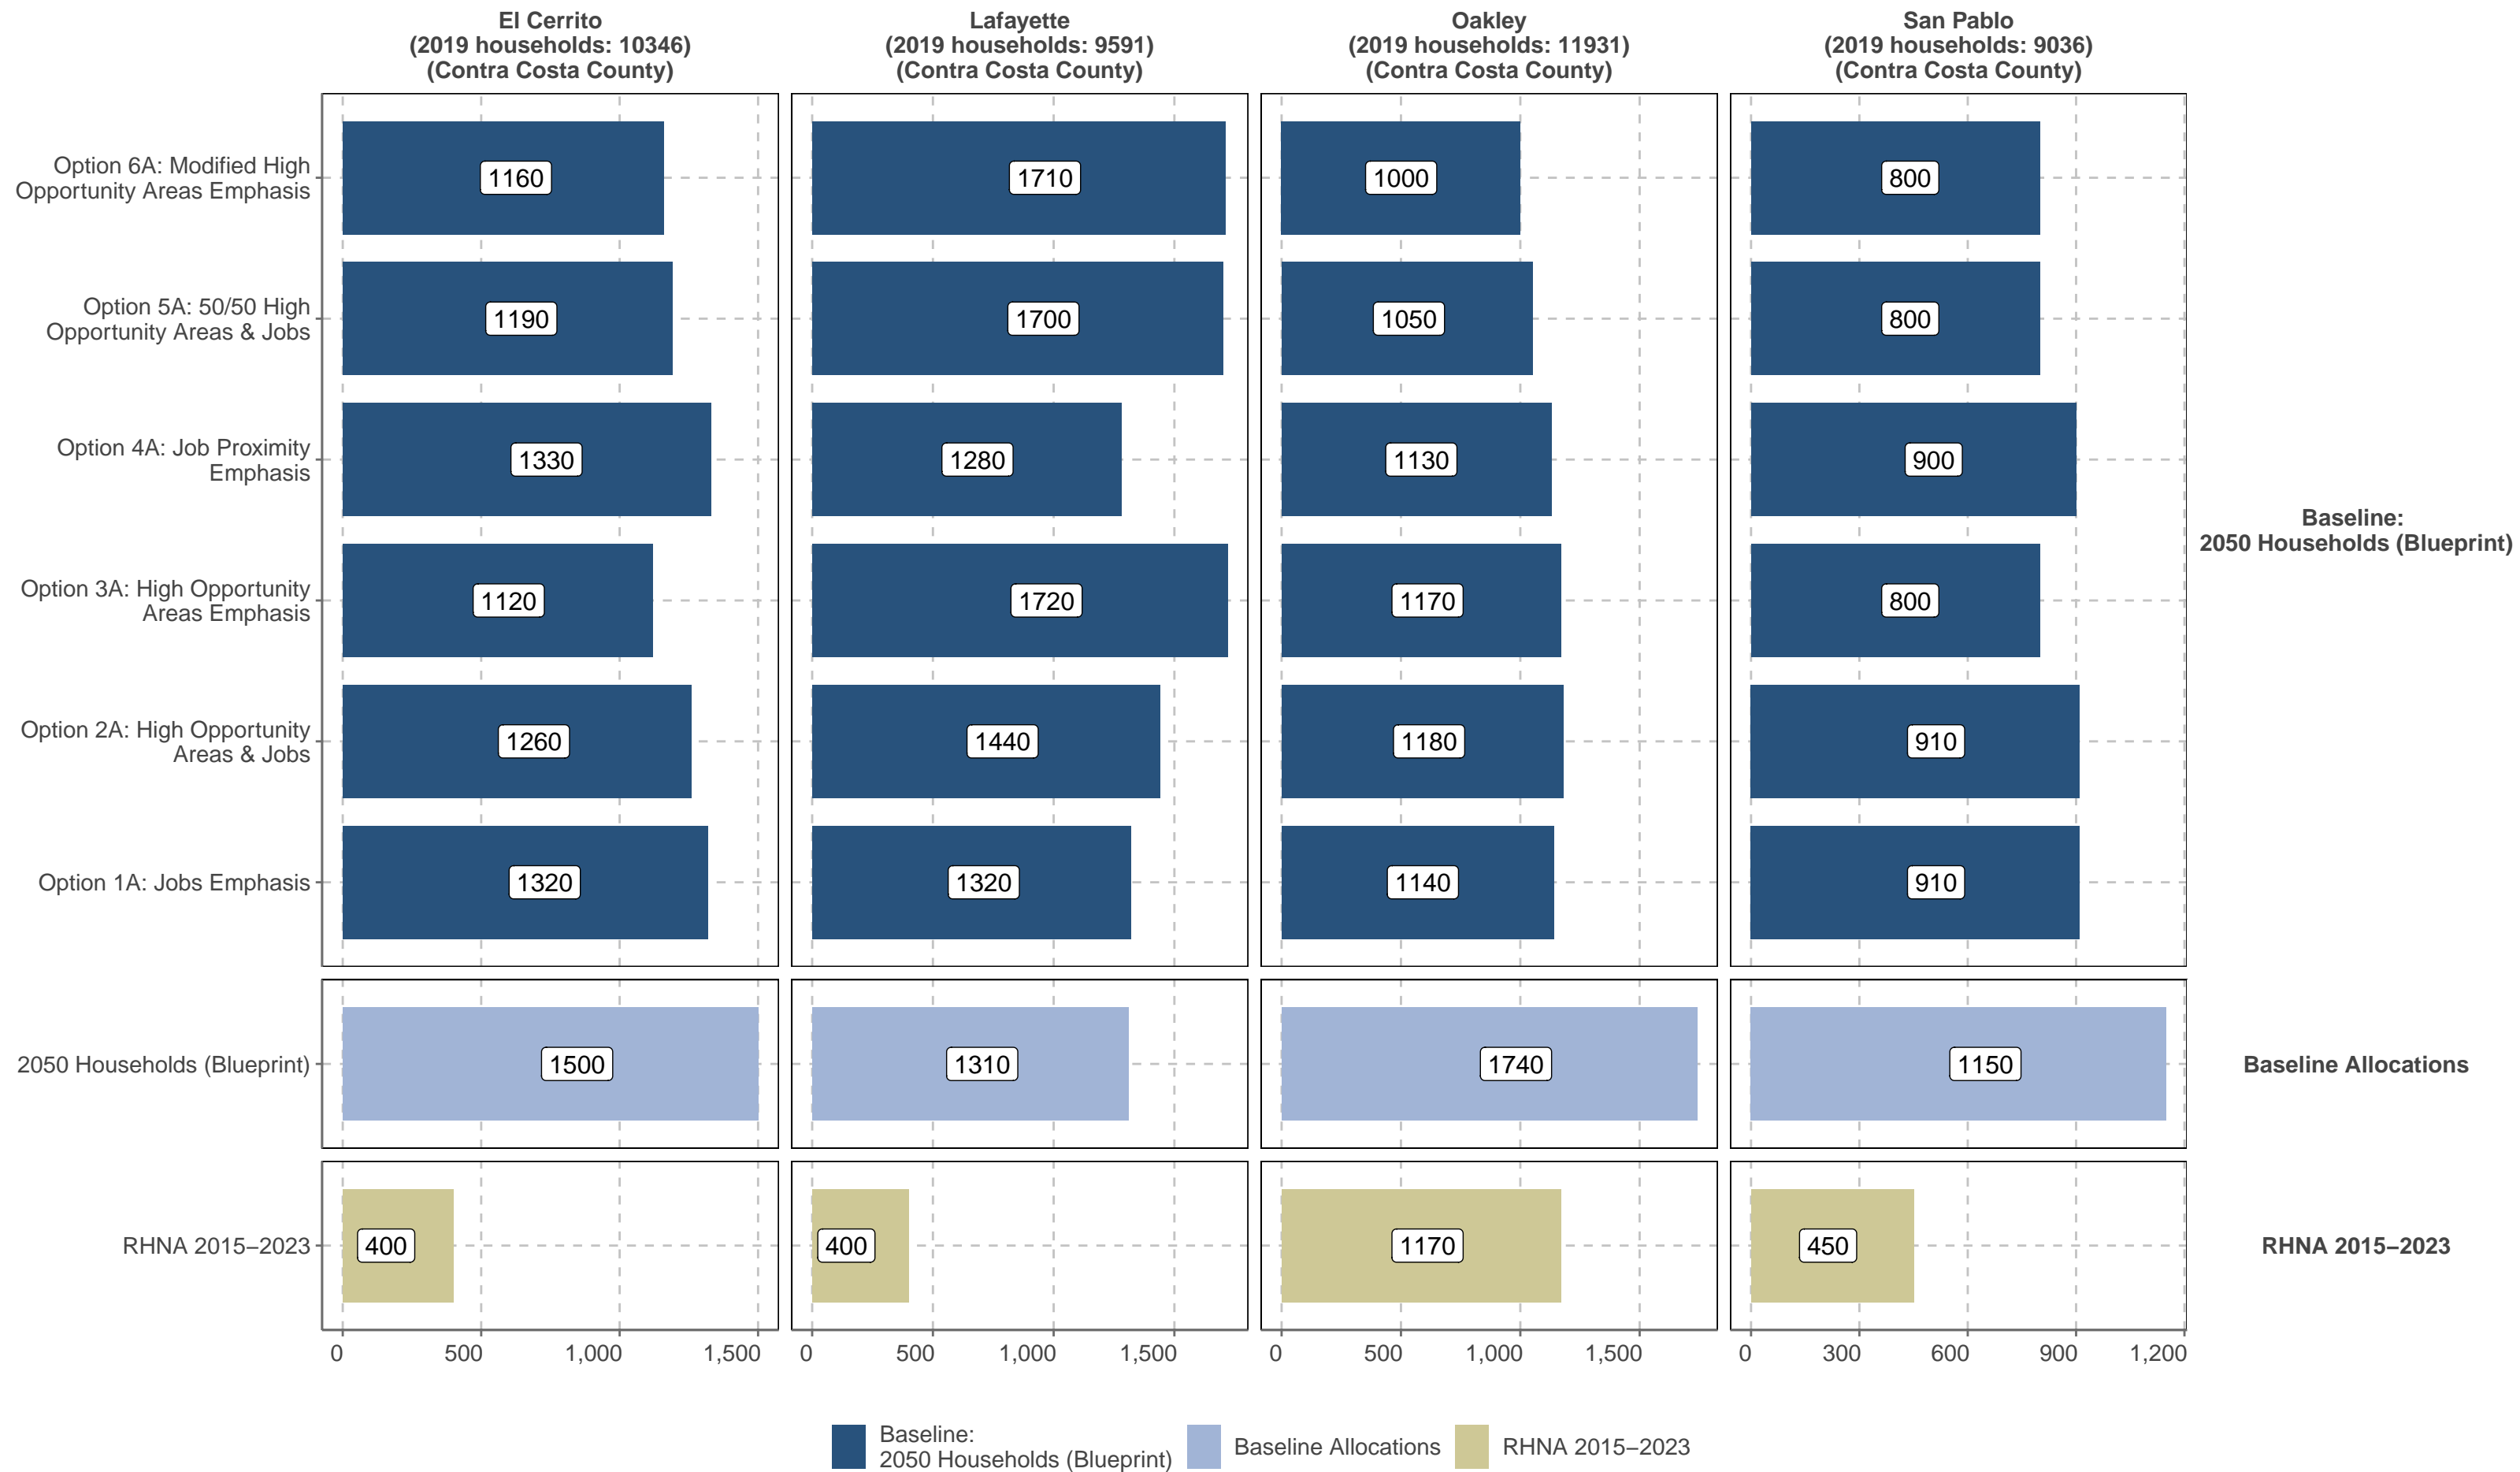 El Cerrito
(2019 households: 10346)
(Contra Costa County)
Lafayette
(2019 households: 9591)
(Contra Costa County)
Oakley
(2019 households: 11931)
(Contra Costa County)
San Pablo
(2019 households: 9036)
(Contra Costa County)
Option 6A: Modified High
Opportunity Areas Emphasis
1160
1710
1000
800
Option 5A: 50/50 High
Opportunity Areas & Jobs
1190
1700
1050
800
Option 4A: Job Proximity
Emphasis
1330
1280
1130
900
Baseline:
2050 Households (Blueprint)
Option 3A: High Opportunity
Areas Emphasis
1120
1720
1170
800
Option 2A: High Opportunity
Areas & Jobs
1260
1440
1180
910
Option 1A: Jobs Emphasis
1320
1320
1140
910
2050 Households (Blueprint)
1500
1310
1740
1150
Baseline Allocations
RHNA 2015−2023
400
400
1170
450
RHNA 2015−2023
0 500 1,000 1,500
0 500 1,000 1,500
0 500 1,000 1,500
0 300 600 900 1,200
Baseline:
2050 Households (Blueprint)
Baseline Allocations
RHNA 2015−2023